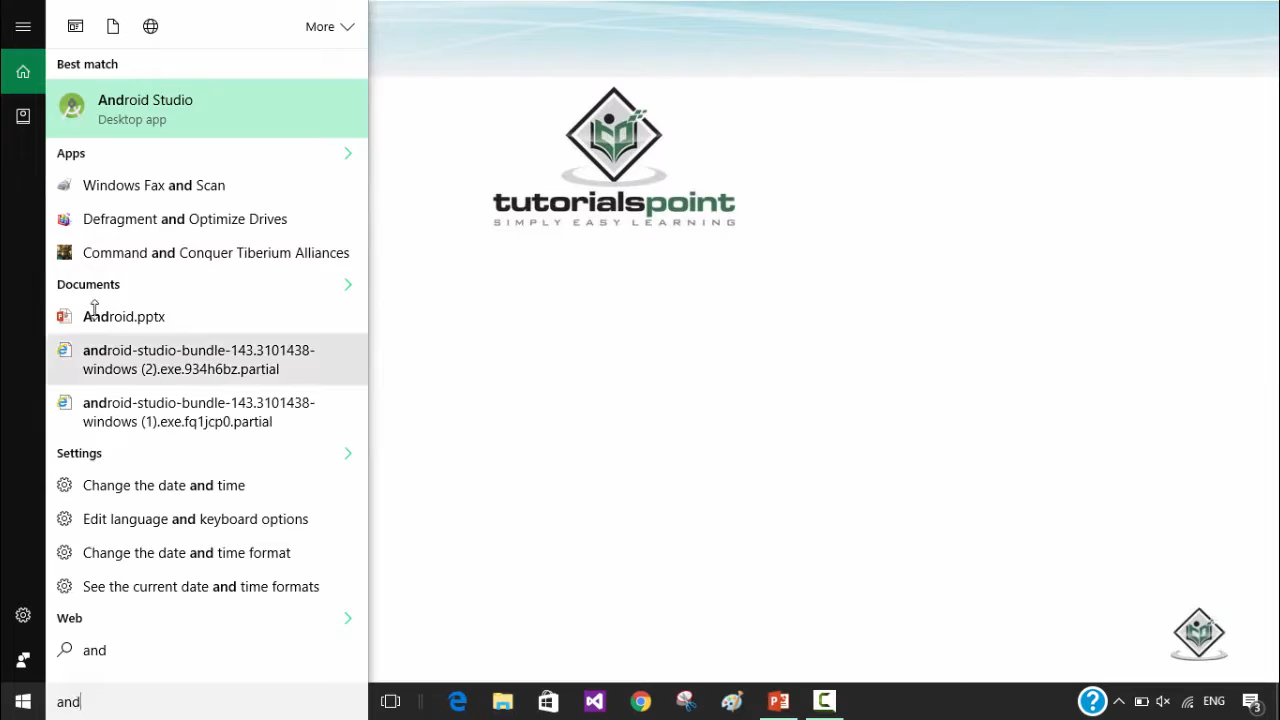 More
Best match
Android Studio
Desktop app
Apps
Windows Fax and Scan
Defragment and Optimize Drives
Command and Conquer Tiberium Alliances
Documents
Android.pptx
android-studio-bundle-143.3101438-
windows (2).exe.934h6bz.partial
android-studio-bundle-143.3101438-
windows (1).exe.fq1jcp0.partial
Settings
Change the date and time
Edit language and keyboard options
Change the date and time format
See the current date and time formats
Web
and
and
tutorialspoint
SIMPLY EASY LEARNING
ENG
3